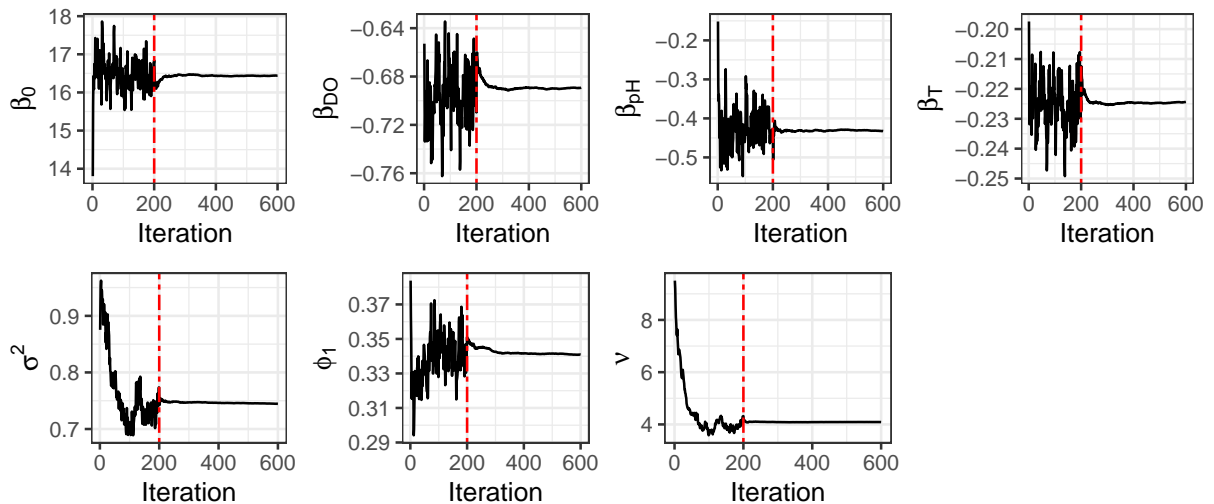 18
17
16
15
14
β0
0 200 400 600
Iteration
−0.64
−0.68
−0.72
−0.76
βDO
0 200 400 600
Iteration
−0.2
−0.3
−0.4
−0.5
βpH
0 200 400 600
Iteration
−0.20
−0.21
−0.22
−0.23
−0.24
−0.25
βT
0 200 400 600
Iteration
0.9
0.8
0.7
σ²
0 200 400 600
Iteration
0.37
0.35
0.33
0.31
0.29
ϕ1
0 200 400 600
Iteration
8
6
4
ν
0 200 400 600
Iteration